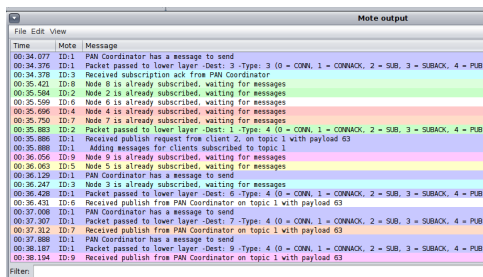 Mote output
File Edit View
Time Mote Message
00:34.077 ID:1 PAN Coordinator has a message to send
00:34.376 ID:1 Packet passed to lower layer -Dest: 3 -Type: 3 (0 = CONN, 1 = CONNACK, 2 = SUB, 3 = SUBACK, 4 = PUB
00:34.378 ID:3 Received subscription ack from PAN Coordinator
00:35.421 ID:8 Node 8 is already subscribed, waiting for messages
00:35.584 ID:2 Node 2 is already subscribed, waiting for messages
00:35.599 ID:6 Node 6 is already subscribed, waiting for messages
00:35.696 ID:4 Node 4 is already subscribed, waiting for messages
00:35.750 ID:7 Node 7 is already subscribed, waiting for messages
00:35.883 ID:2 Packet passed to lower layer -Dest: 1 -Type: 4 (0 = CONN, 1 = CONNACK, 2 = SUB, 3 = SUBACK, 4 = PUB
00:35.886 ID:1 Received publish request from client 2, on topic 1 with payload 63
00:35.888 ID:1 Adding messages for clients subscribed to topic 1
00:36.056 ID:9 Node 9 is already subscribed, waiting for messages
00:36.063 ID:5 Node 5 is already subscribed, waiting for messages
00:36.129 ID:1 PAN Coordinator has a message to send
00:36.247 ID:3 Node 3 is already subscribed, waiting for messages
00:36.428 ID:1 Packet passed to lower layer -Dest: 6 -Type: 4 (0 = CONN, 1 = CONNACK, 2 = SUB, 3 = SUBACK, 4 = PUB
00:36.431 ID:6 Received publish from PAN Coordinator on topic 1 with payload 63
00:37.008 ID:1 PAN Coordinator has a message to send
00:37.307 ID:1 Packet passed to lower layer -Dest: 7 -Type: 4 (0 = CONN, 1 = CONNACK, 2 = SUB, 3 = SUBACK, 4 = PUB
00:37.312 ID:7 Received publish from PAN Coordinator on topic 1 with payload 63
00:37.888 ID:1 PAN Coordinator has a message to send
00:38.187 ID:1 Packet passed to lower layer -Dest: 9 -Type: 4 (0 = CONN, 1 = CONNACK, 2 = SUB, 3 = SUBACK, 4 = PUB
00:38.194 ID:9 Received publish from PAN Coordinator on topic 1 with payload 63
Filter: